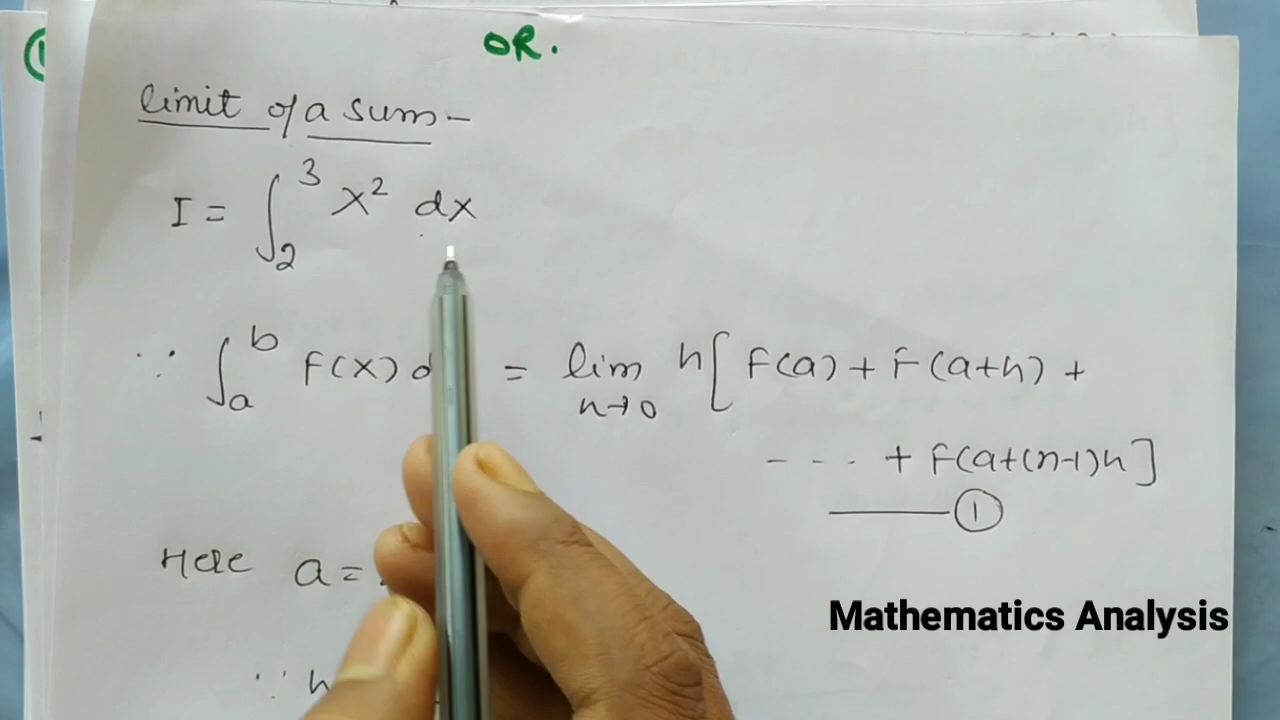 OR.
limit of a sum-
I = ∫₂³ x² dx
∵ ∫ₐᵇ F(x) d = lim h→0 h[F(a) + F(a+h) +
- - - . + F(a+(n-1)h]
①
Here a =
∵ h
Mathematics Analysis